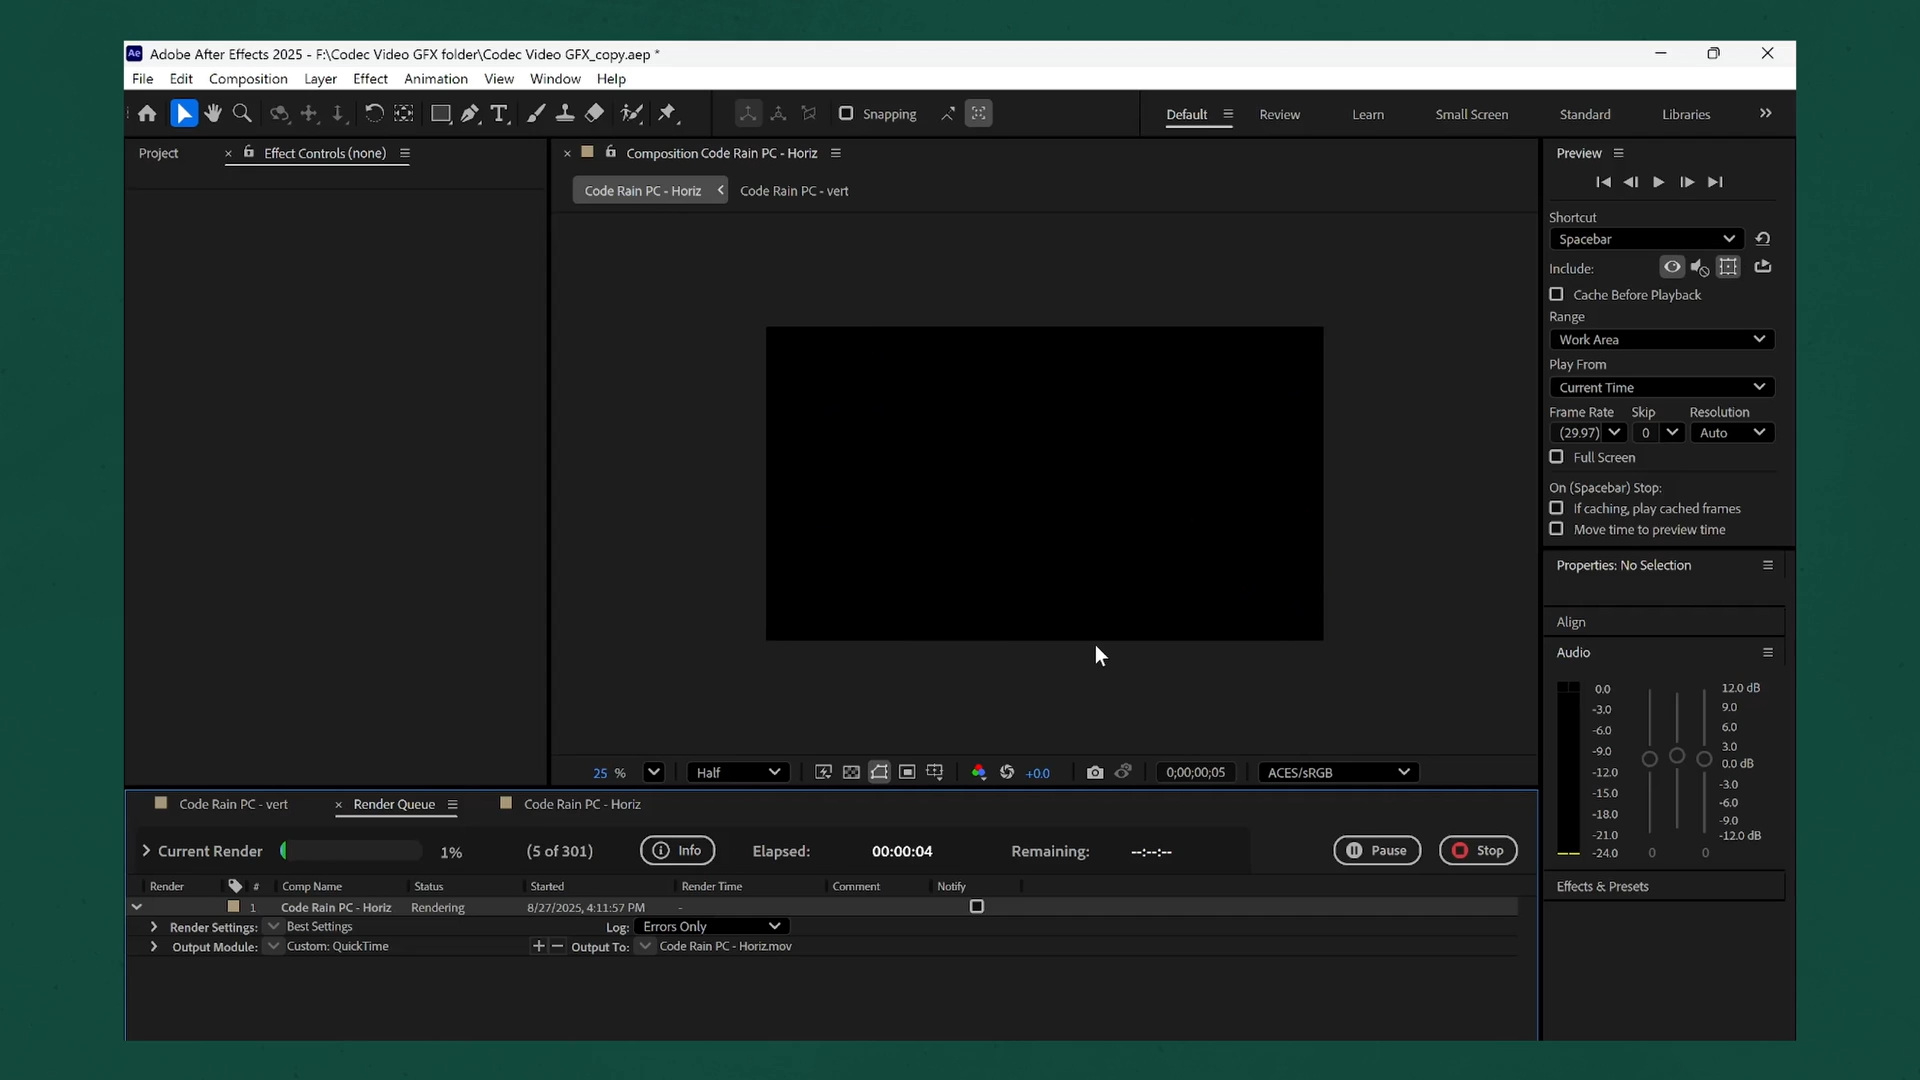 Ae Adobe After Effects 2025 - F:\Codec Video GFX folder\Codec Video GFX_copy.aep *
File Edit Composition Layer Effect Animation View Window Help
T Snapping Default Review Learn Small Screen Standard Libraries
Project × Effect Controls (none)
× Composition Code Rain PC - Horiz
Code Rain PC - Horiz Code Rain PC - vert
Preview
Shortcut
Spacebar
Include:
Cache Before Playback
Range
Work Area
Play From
Current Time
Frame Rate Skip Resolution
(29.97) 0 Auto
Full Screen
On (Spacebar) Stop:
If caching, play cached frames
Move time to preview time
Properties: No Selection
Align
Audio
0.0
-3.0
-6.0
-9.0
-12.0
-15.0
-18.0
-21.0
-24.0
0 0
12.0 dB
9.0
6.0
3.0
0.0 dB
-3.0
-6.0
-9.0
-12.0 dB
Effects & Presets
25 % Half +0.0 0;00;00;05 ACES/sRGB
Code Rain PC - vert × Render Queue Code Rain PC - Horiz
Current Render 1% (5 of 301) Info Elapsed: 00:00:04 Remaining: --:--:-- Pause Stop
Render # Comp Name Status Started Render Time Comment Notify
1 Code Rain PC - Horiz Rendering 8/27/2025, 4:11:57 PM -
Render Settings: Best Settings Log: Errors Only
Output Module: Custom: QuickTime + − Output To: Code Rain PC - Horiz.mov